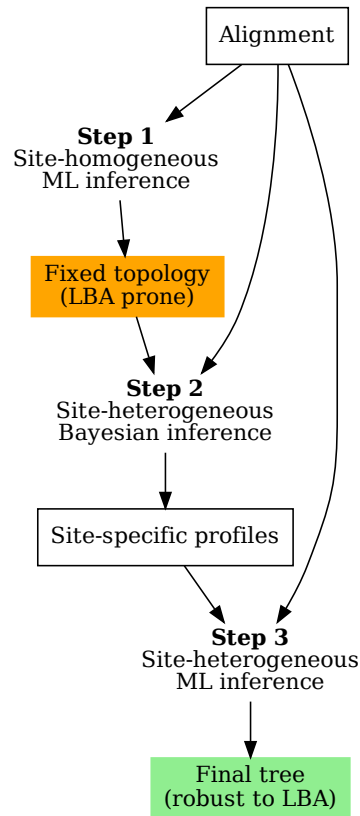 Alignment
Step 1
Site-homogeneous
ML inference
Fixed topology
(LBA prone)
Step 2
Site-heterogeneous
Bayesian inference
Site-specific profiles
Step 3
Site-heterogeneous
ML inference
Final tree
(robust to LBA)